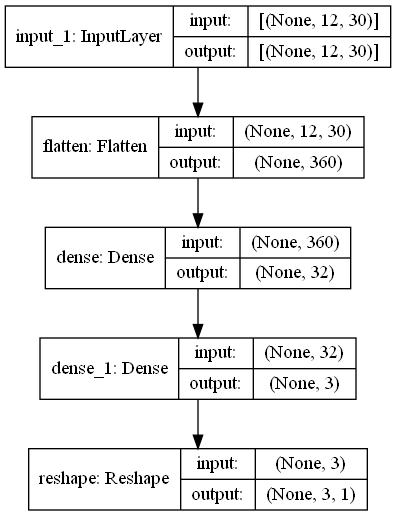 input_1: InputLayer
input: [(None, 12, 30)]
output: [(None, 12, 30)]
flatten: Flatten
input: (None, 12, 30)
output: (None, 360)
dense: Dense
input: (None, 360)
output: (None, 32)
dense_1: Dense
input: (None, 32)
output: (None, 3)
reshape: Reshape
input: (None, 3)
output: (None, 3, 1)